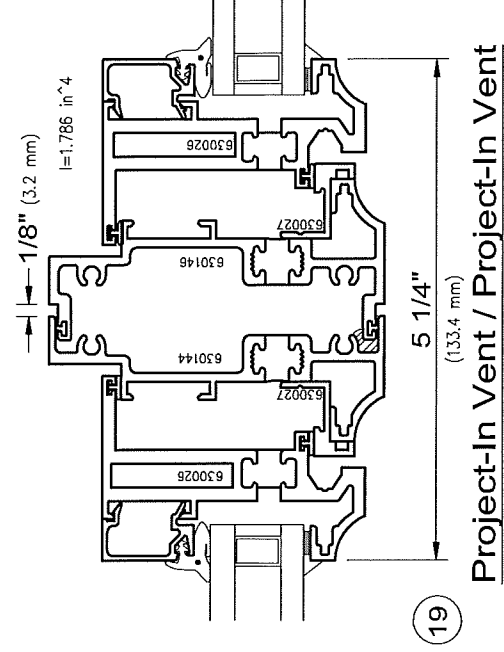 1/8" (3.2 mm)
I=1.786 in^4
630026
630027
630146
630144
630027
630026
5 1/4"
(133.4 mm)
19
Project-In Vent / Project-In Vent